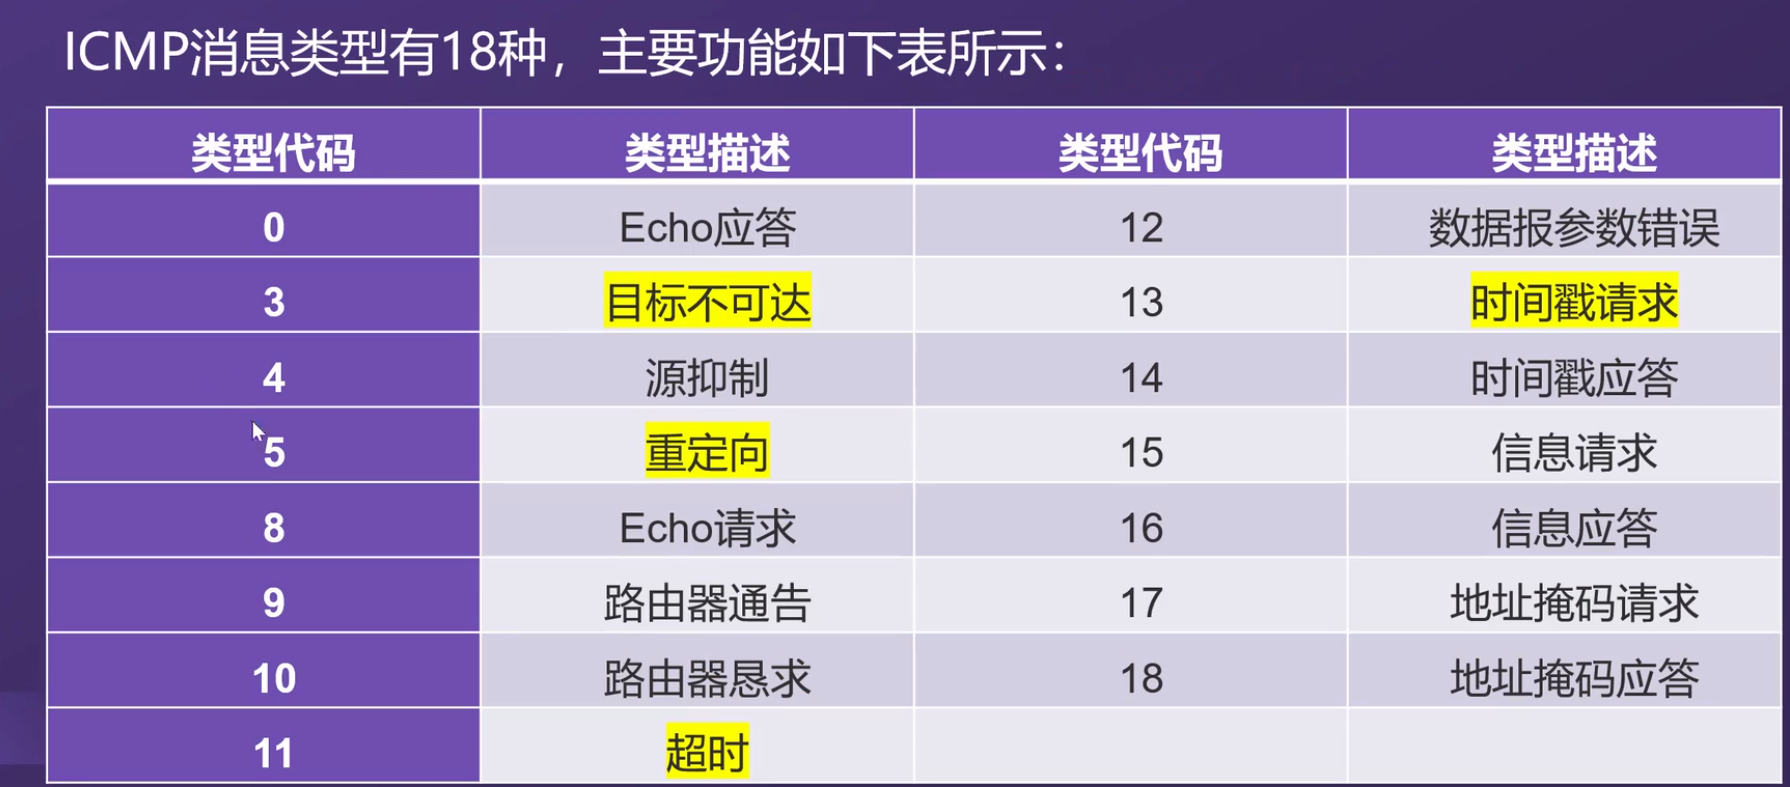 ICMP消息类型有18种，主要功能如下表所示：
类型代码 类型描述 类型代码 类型描述
0 Echo应答 12 数据报参数错误
3 目标不可达 13 时间戳请求
4 源抑制 14 时间戳应答
5 重定向 15 信息请求
8 Echo请求 16 信息应答
9 路由器通告 17 地址掩码请求
10 路由器恳求 18 地址掩码应答
11 超时